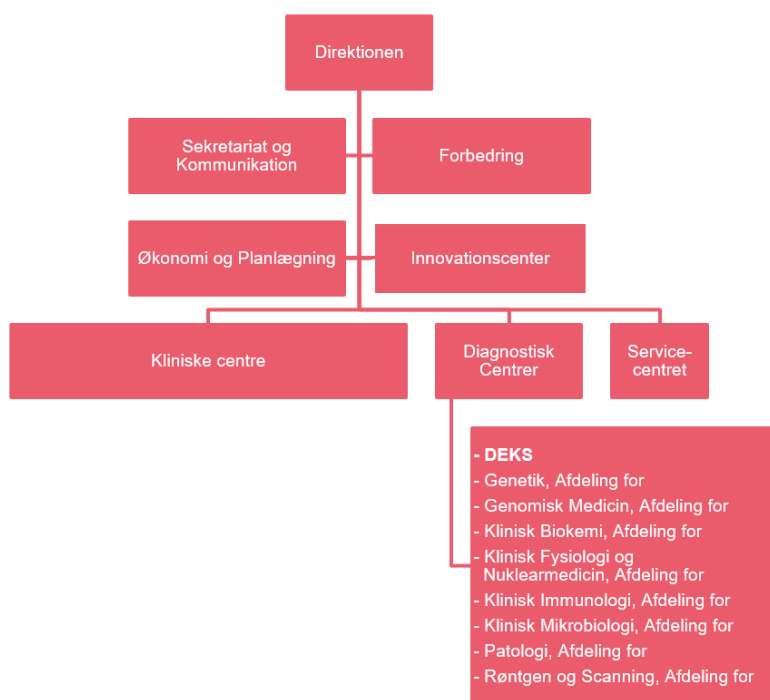 Direktionen
Sekretariat og
Kommunikation
Forbedring
Økonomi og Planlægning
Innovationscenter
Kliniske centre
Diagnostisk
Centrer
Service-
centret
- DEKS
- Genetik, Afdeling for
- Genomisk Medicin, Afdeling for
- Klinisk Biokemi, Afdeling for
- Klinisk Fysiologi og
Nuklearmedicin, Afdeling for
- Klinisk Immunologi, Afdeling for
- Klinisk Mikrobiologi, Afdeling for
- Patologi, Afdeling for
- Røntgen og Scanning, Afdeling for